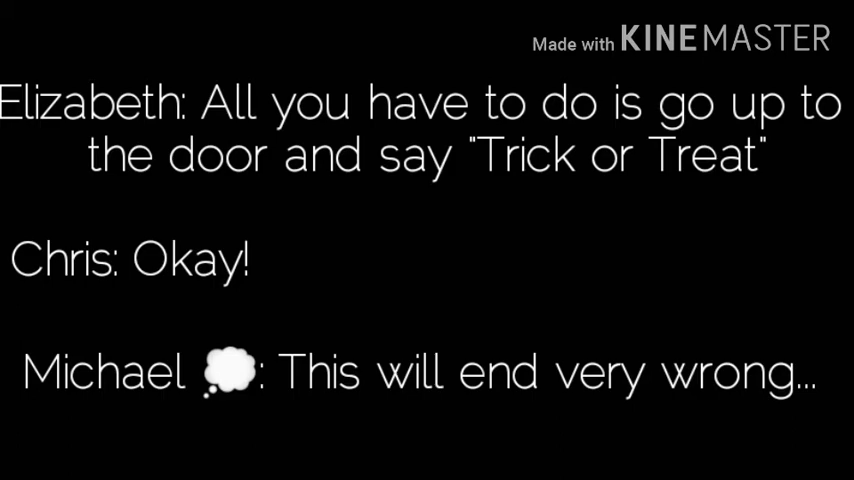 Made with KINEMASTER
Elizabeth: All you have to do is go up to
the door and say "Trick or Treat"
Chris: Okay!
Michael 💭: This will end very wrong...